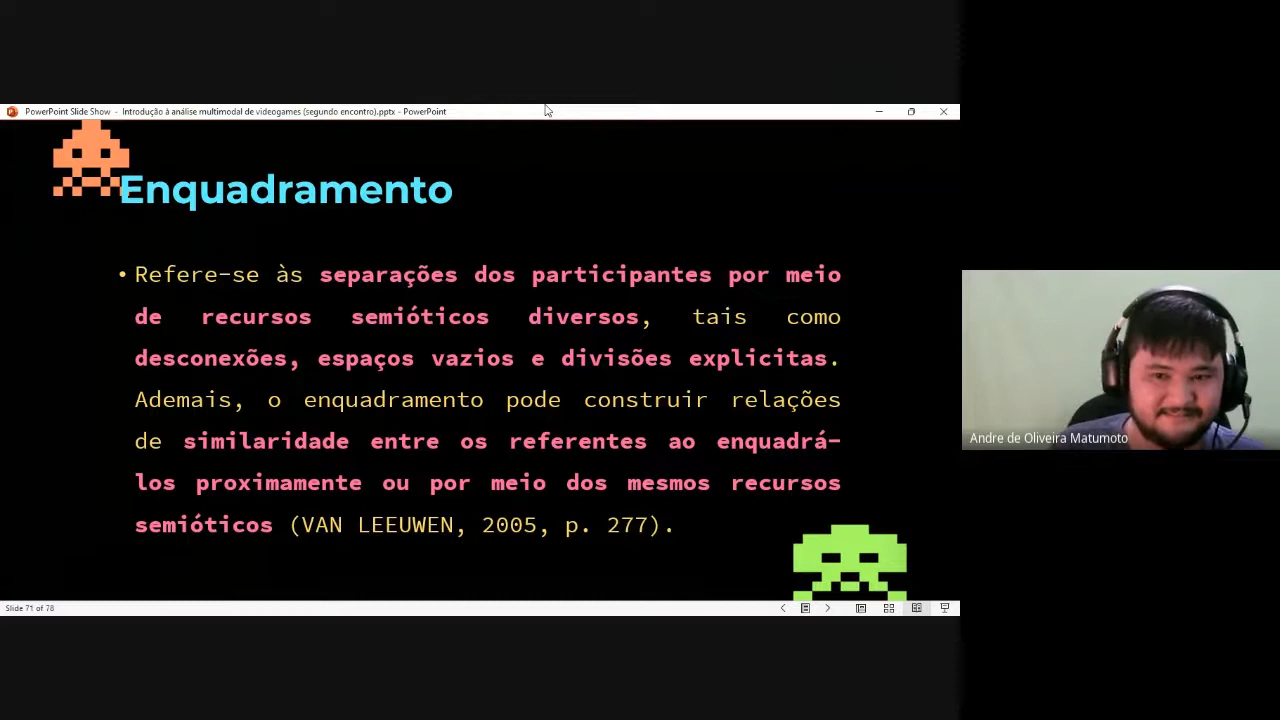 PowerPoint Slide Show - Introdução à análise multimodal de videogames (segundo encontro).pptx - PowerPoint
Enquadramento
• Refere-se às separações dos participantes por meio
de recursos semióticos diversos, tais como
desconexões, espaços vazios e divisões explicitas.
Ademais, o enquadramento pode construir relações
de similaridade entre os referentes ao enquadrá-
los proximamente ou por meio dos mesmos recursos
semióticos (VAN LEEUWEN, 2005, p. 277).
Andre de Oliveira Matumoto
Slide 71 of 78